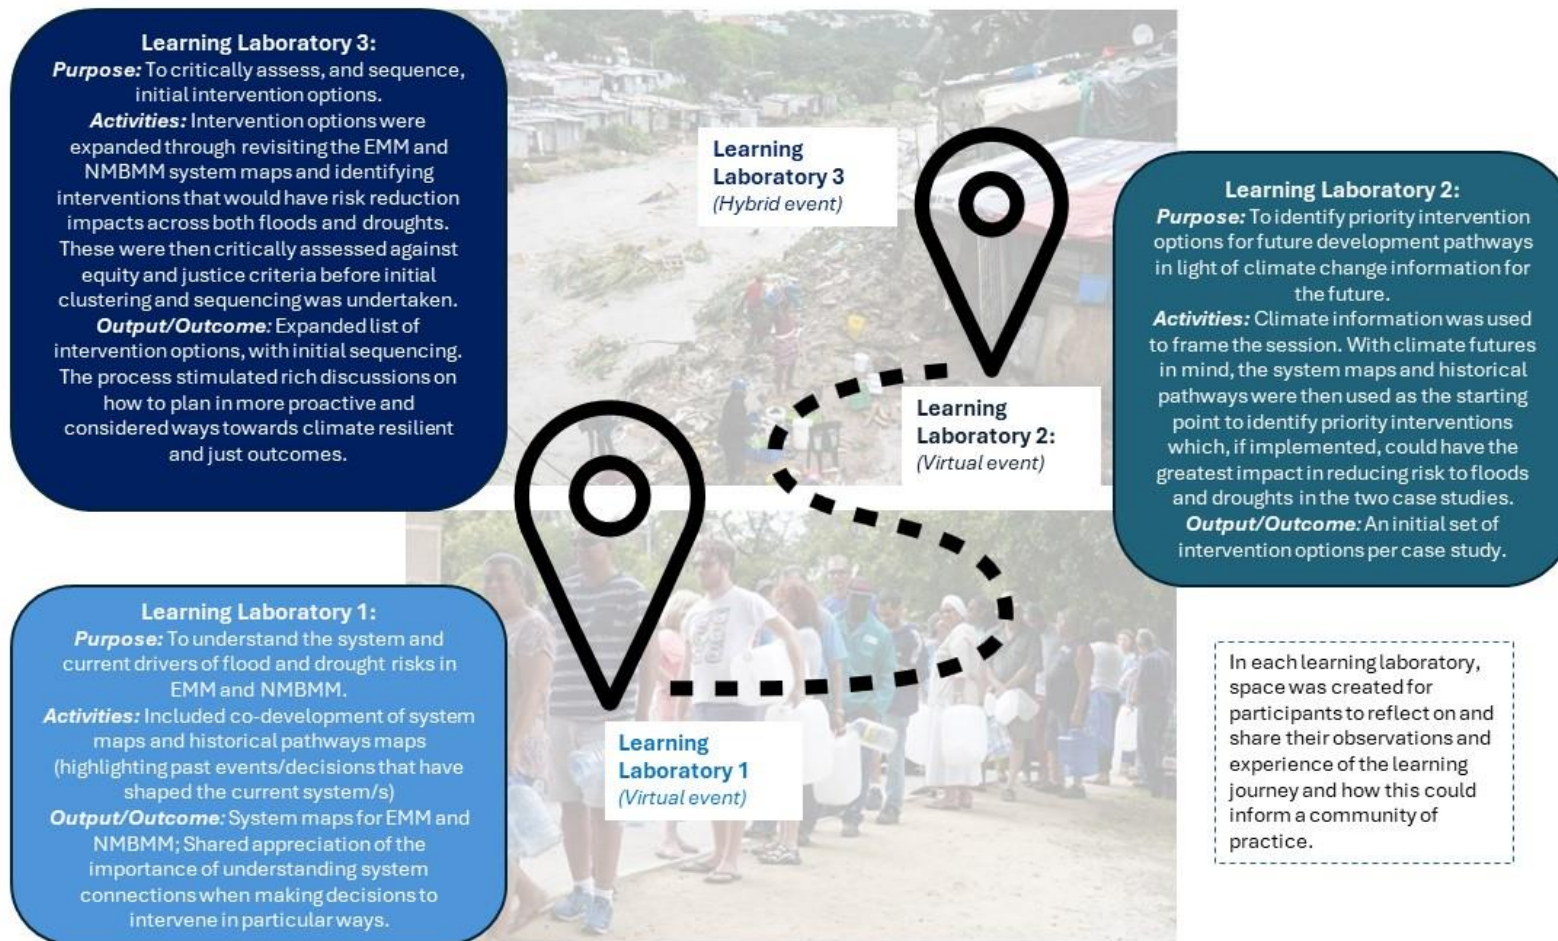 Learning Laboratory 3:
Purpose: To critically assess, and sequence,
initial intervention options.
Activities: Intervention options were
expanded through revisiting the EMM and
NMBMM system maps and identifying
interventions that would have risk reduction
impacts across both floods and droughts.
These were then critically assessed against
equity and justice criteria before initial
clustering and sequencing was undertaken.
Output/Outcome: Expanded list of
intervention options, with initial sequencing.
The process stimulated rich discussions on
how to plan in more proactive and
considered ways towards climate resilient
and just outcomes.
Learning
Laboratory 3
(Hybrid event)
Learning Laboratory 2:
Purpose: To identify priority intervention
options for future development pathways
in light of climate change information for
the future.
Activities: Climate information was used
to frame the session. With climate futures
in mind, the system maps and historical
pathways were then used as the starting
point to identify priority interventions
which, if implemented, could have the
greatest impact in reducing risk to floods
and droughts in the two case studies.
Output/Outcome: An initial set of
intervention options per case study.
Learning
Laboratory 2:
(Virtual event)
Learning Laboratory 1:
Purpose: To understand the system and
current drivers of flood and drought risks in
EMM and NMBMM.
Activities: Included co-development of system
maps and historical pathways maps
(highlighting past events/decisions that have
shaped the current system/s)
Output/Outcome: System maps for EMM and
NMBMM; Shared appreciation of the
importance of understanding system
connections when making decisions to
intervene in particular ways.
Learning
Laboratory 1
(Virtual event)
In each learning laboratory,
space was created for
participants to reflect on and
share their observations and
experience of the learning
journey and how this could
inform a community of
practice.